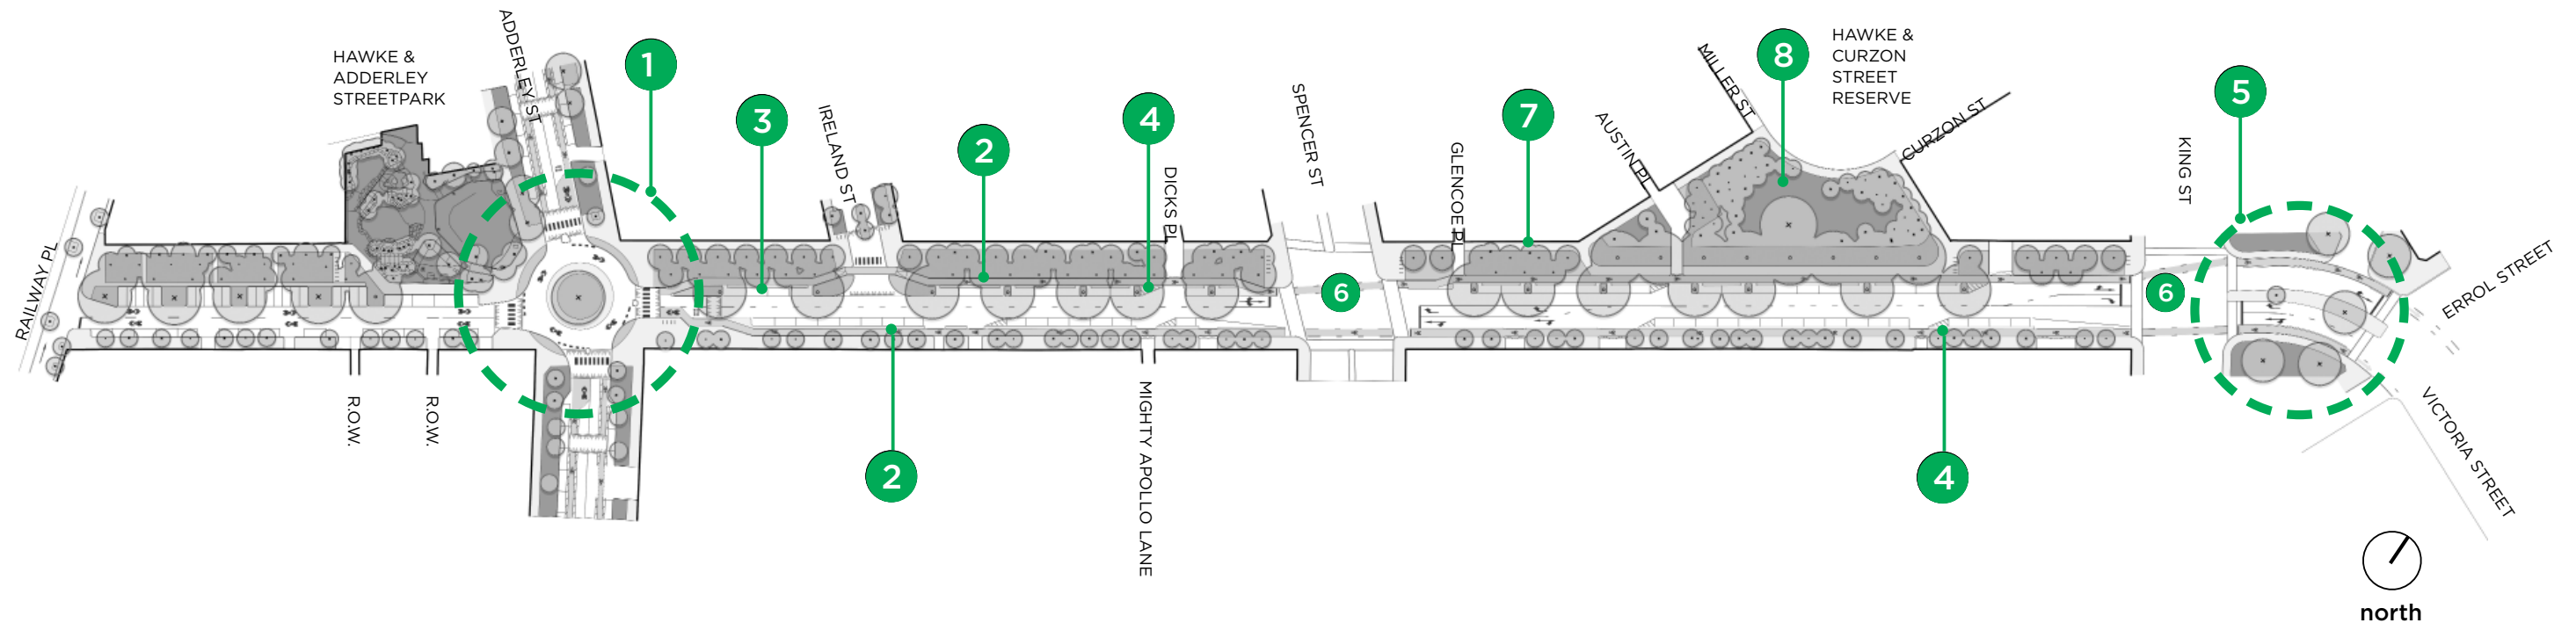 RAILWAY PL
HAWKE &
ADDERLEY
STREETPARK
ADDERLEY ST
1
3
IRELAND ST
2
4
DICKS PL
SPENCER ST
6
GLENCOE PL
7
AUSTIN PL
MILLER ST
8
HAWKE &
CURZON
STREET
RESERVE
CURZON ST
KING ST
6
5
ERROL STREET
VICTORIA STREET
R.O.W.
R.O.W.
2
MIGHTY APOLLO LANE
4
north